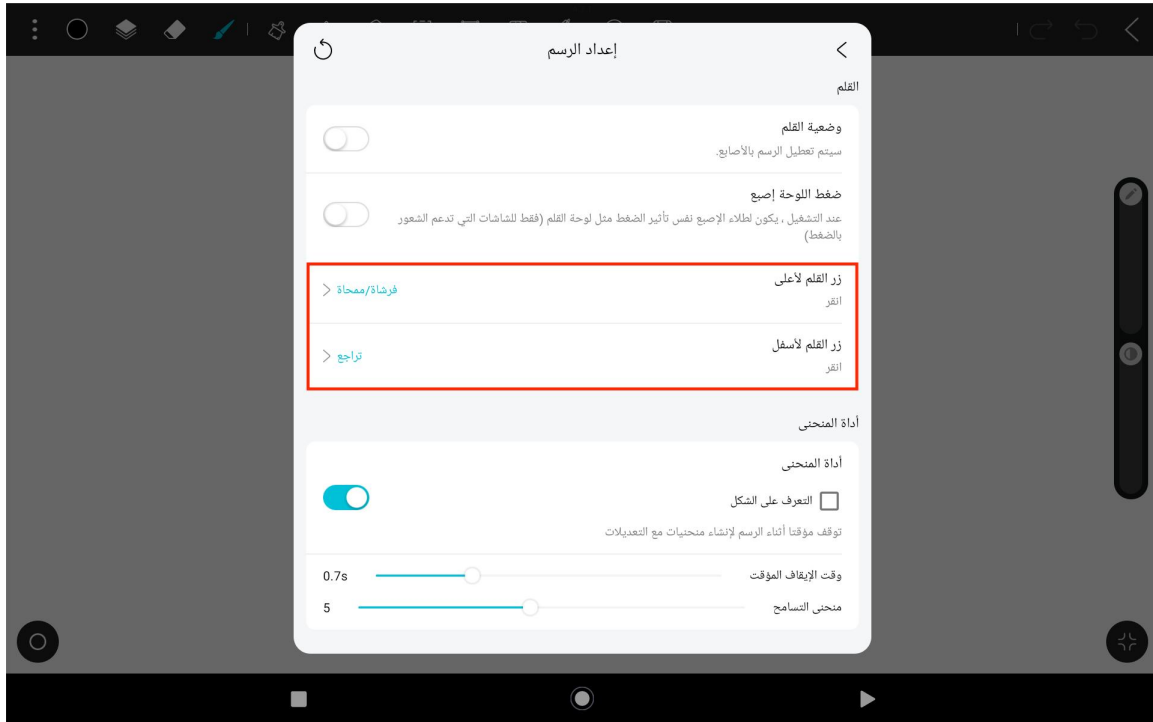 إعداد الرسم
القلم
وضعية القلم
سيتم تعطيل الرسم بالأصابع.
ضغط اللوحة إصبع
عند التشغيل ، يكون لطلاء الإصبع نفس تأثير الضغط مثل لوحة القلم (فقط للشاشات التي تدعم الشعور
بالضغط)
زر القلم لأعلى
انقر
فرشاة/ممحاة
زر القلم لأسفل
انقر
تراجع
أداة المنحنى
أداة المنحنى
التعرف على الشكل
توقف مؤقتا أثناء الرسم لإنشاء منحنيات مع التعديلات
وقت الإيقاف المؤقت 0.7s
منحنى التسامح 5